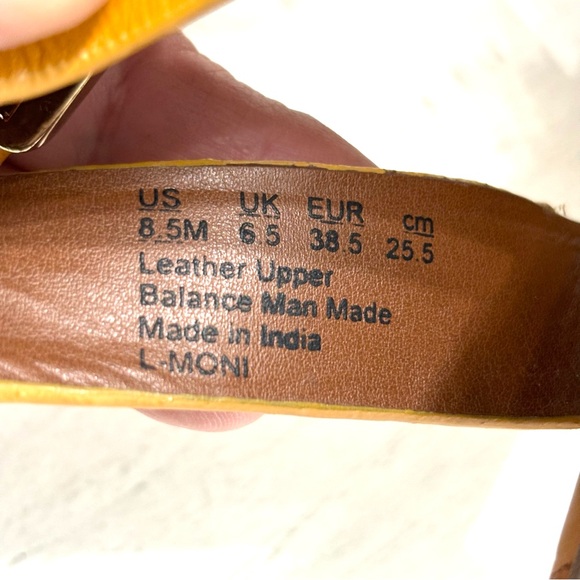 US UK EUR cm
8.5M 6.5 38.5 25.5
Leather Upper
Balance Man Made
Made in India
L-MONI